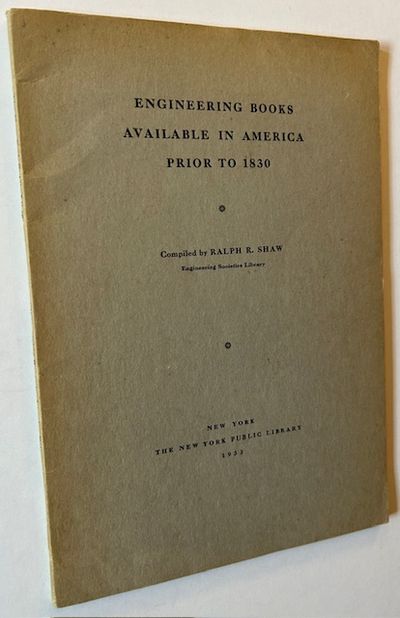 ENGINEERING BOOKS
AVAILABLE IN AMERICA
PRIOR TO 1830
Compiled by RALPH R. SHAW
Engineering Societies Library
NEW YORK
THE NEW YORK PUBLIC LIBRARY
1933